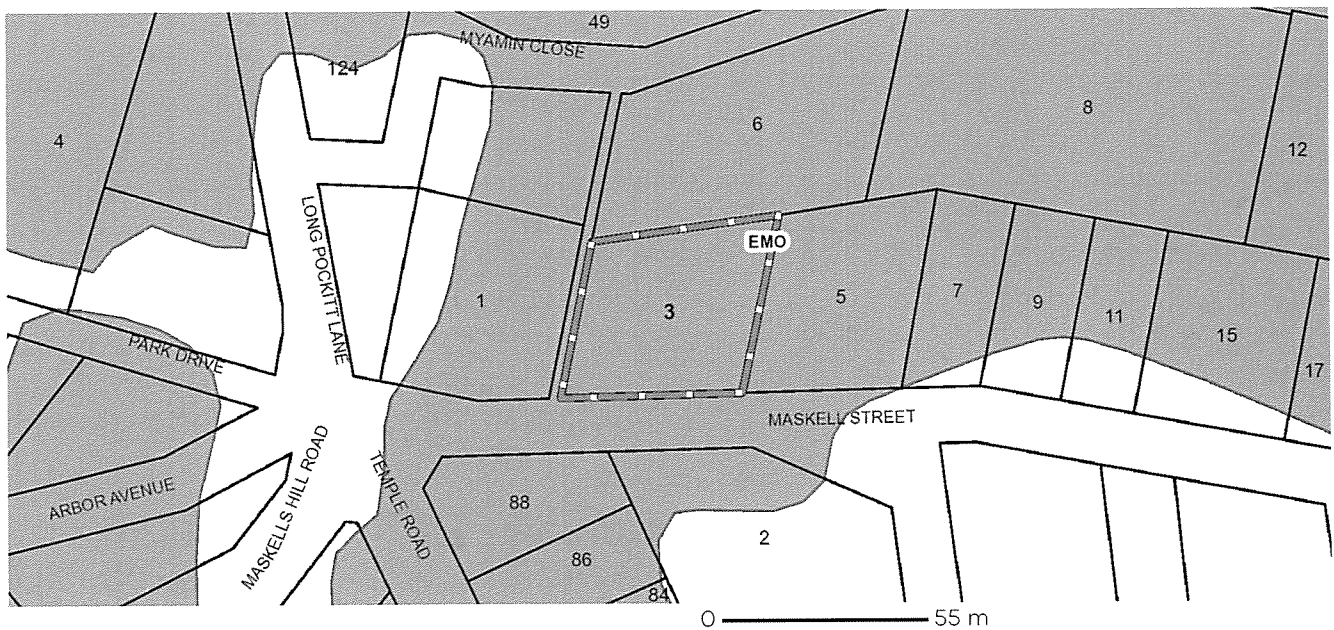 49
MYAMIN CLOSE
124
4
6
8
12
LONG POCKITT LANE
EMO
1
3
5
7
9
11
15
17
PARK DRIVE
MASKELL STREET
ARBOR AVENUE
MASKELLS HILL ROAD
TEMPLE ROAD
88
86
84
2
0 55 m